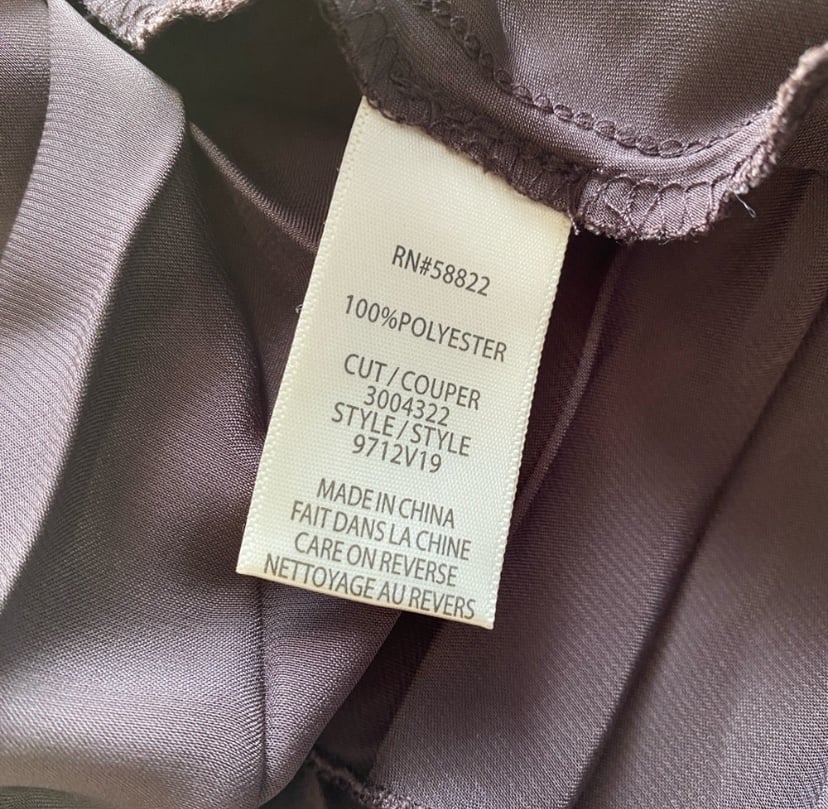 RN#58822
100%POLYESTER
CUT/COUPER
3004322
STYLE/STYLE
9712V19
MADE IN CHINA
FAIT DANS LA CHINE
CARE ON REVERSE
NETTOYAGE AU REVERS